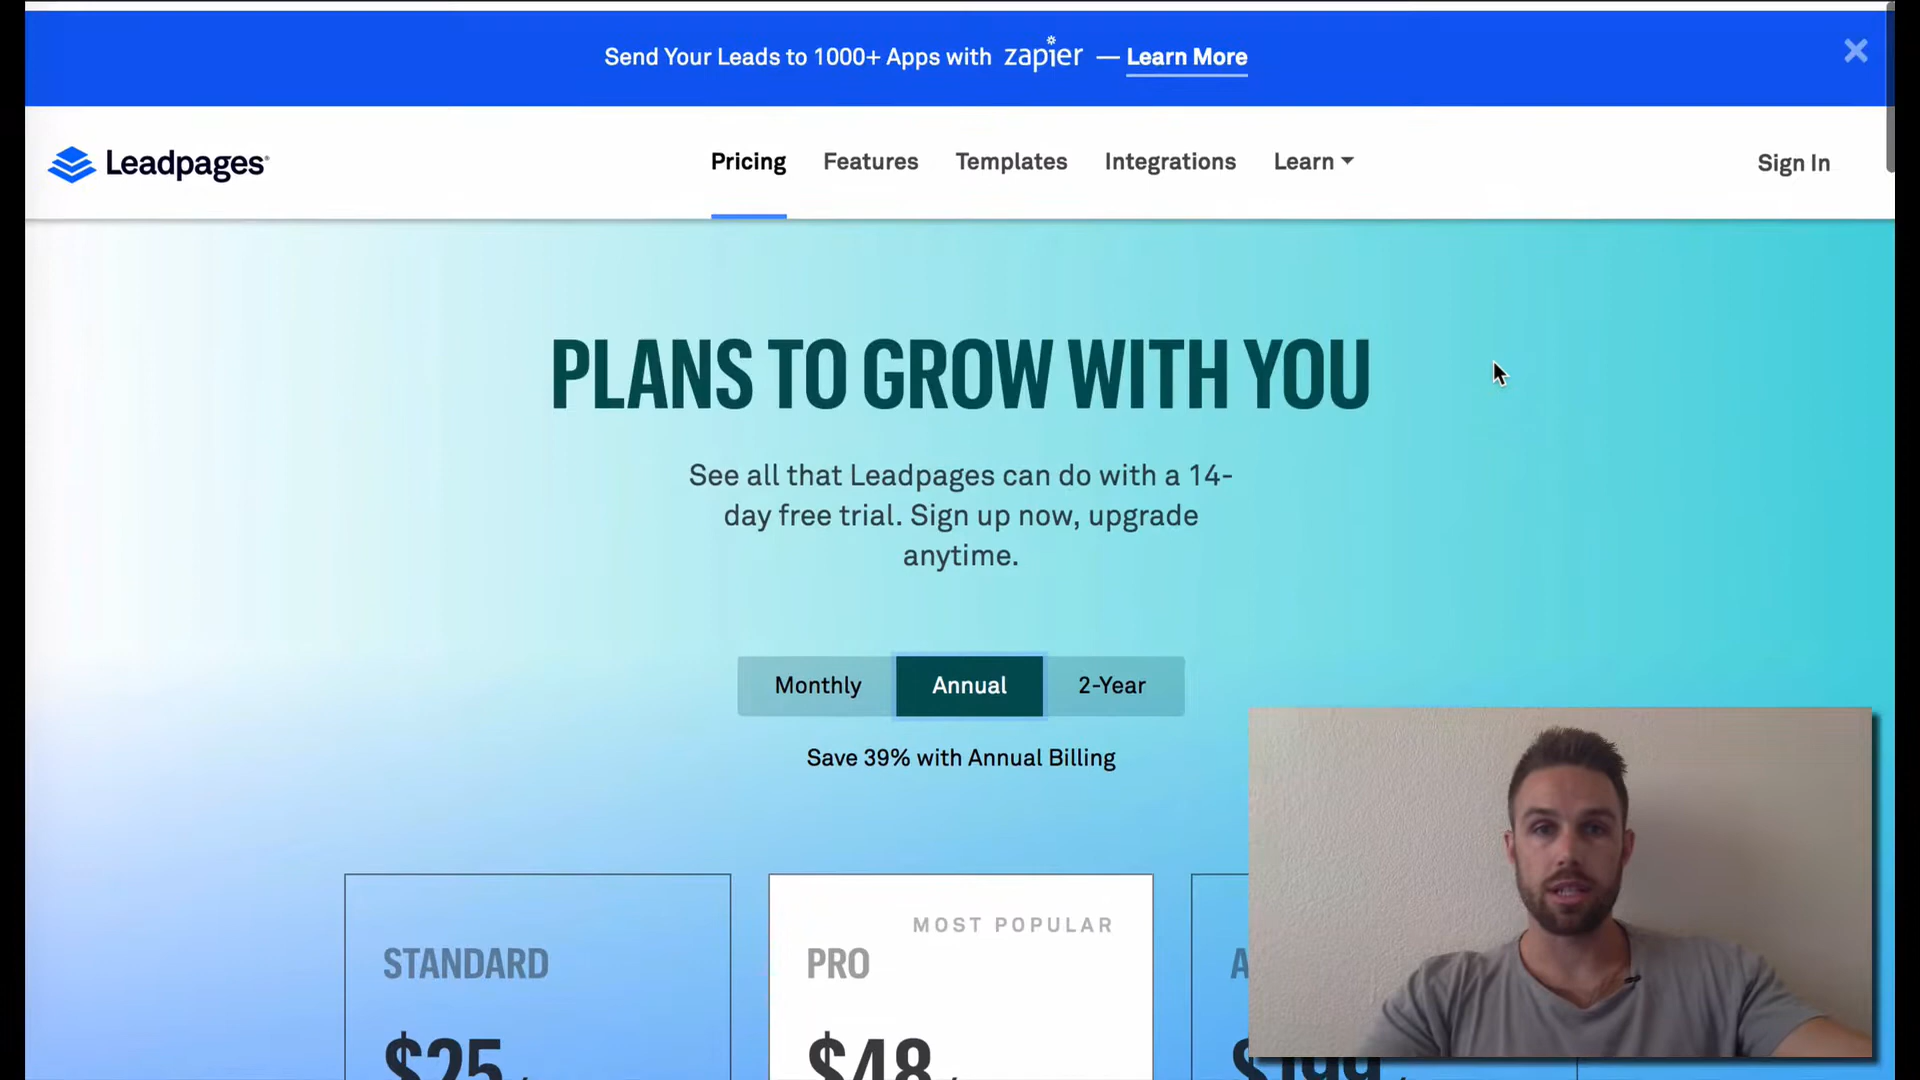 Send Your Leads to 1000+ Apps with zapier — Learn More
Leadpages
Pricing Features Templates Integrations Learn
Sign In
PLANS TO GROW WITH YOU
See all that Leadpages can do with a 14-
day free trial. Sign up now, upgrade
anytime.
Monthly Annual 2-Year
Save 39% with Annual Billing
MOST POPULAR
STANDARD
PRO
$25
$48